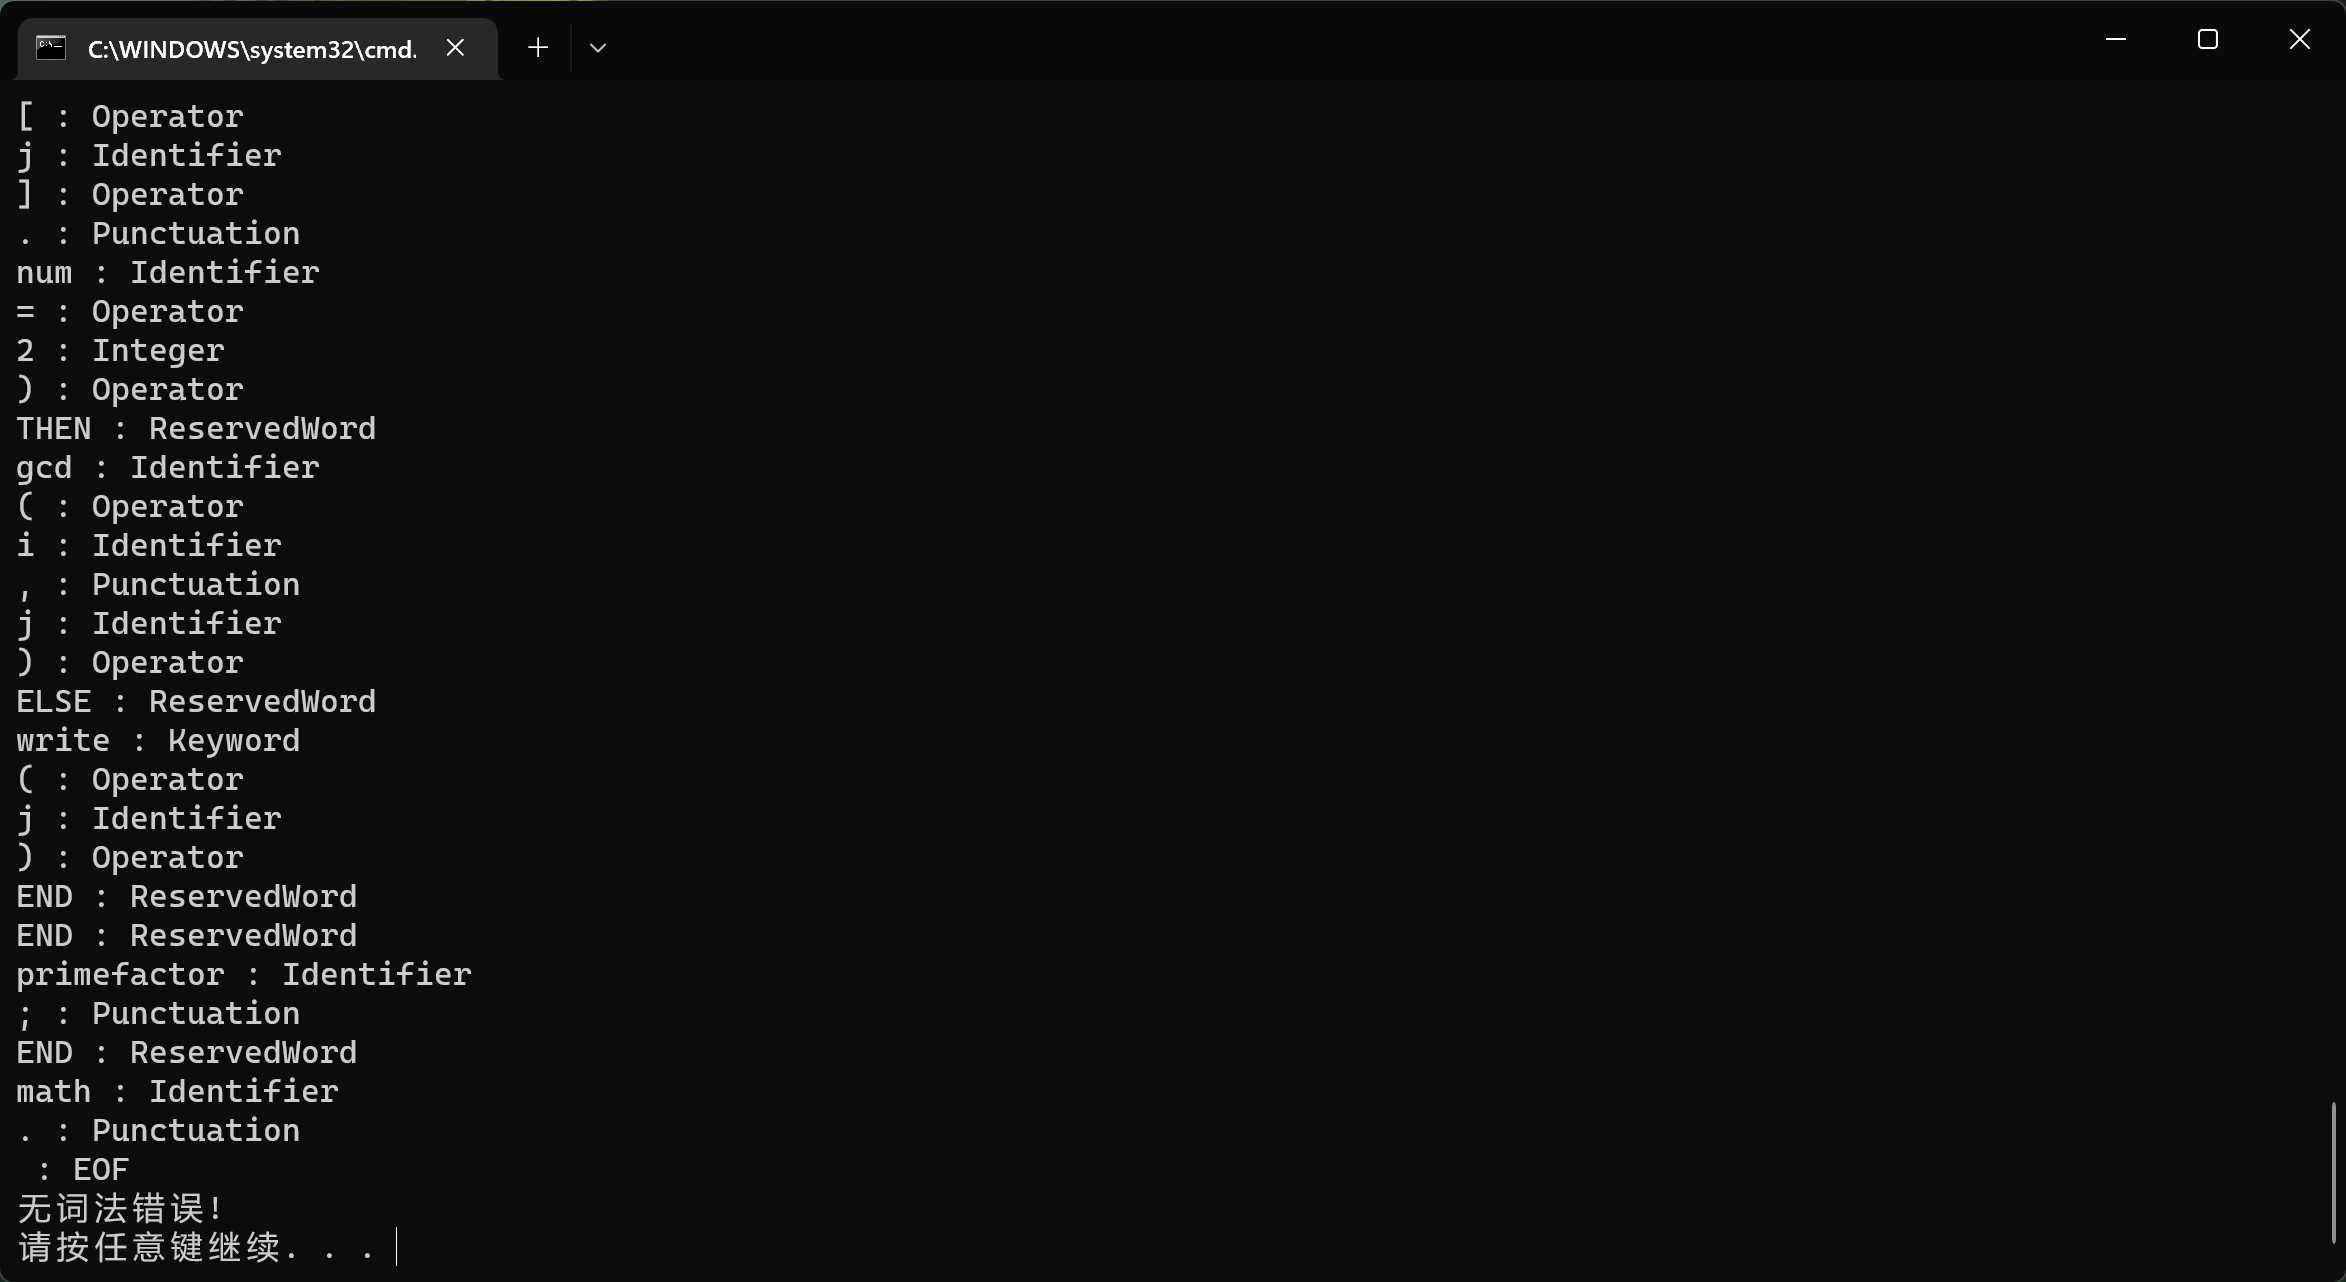 C:\WINDOWS\system32\cmd.
[ : Operator
j : Identifier
] : Operator
. : Punctuation
num : Identifier
= : Operator
2 : Integer
) : Operator
THEN : ReservedWord
gcd : Identifier
( : Operator
i : Identifier
, : Punctuation
j : Identifier
) : Operator
ELSE : ReservedWord
write : Keyword
( : Operator
j : Identifier
) : Operator
END : ReservedWord
END : ReservedWord
primefactor : Identifier
; : Punctuation
END : ReservedWord
math : Identifier
. : Punctuation
 : EOF
无词法错误!
请按任意键继续. . .